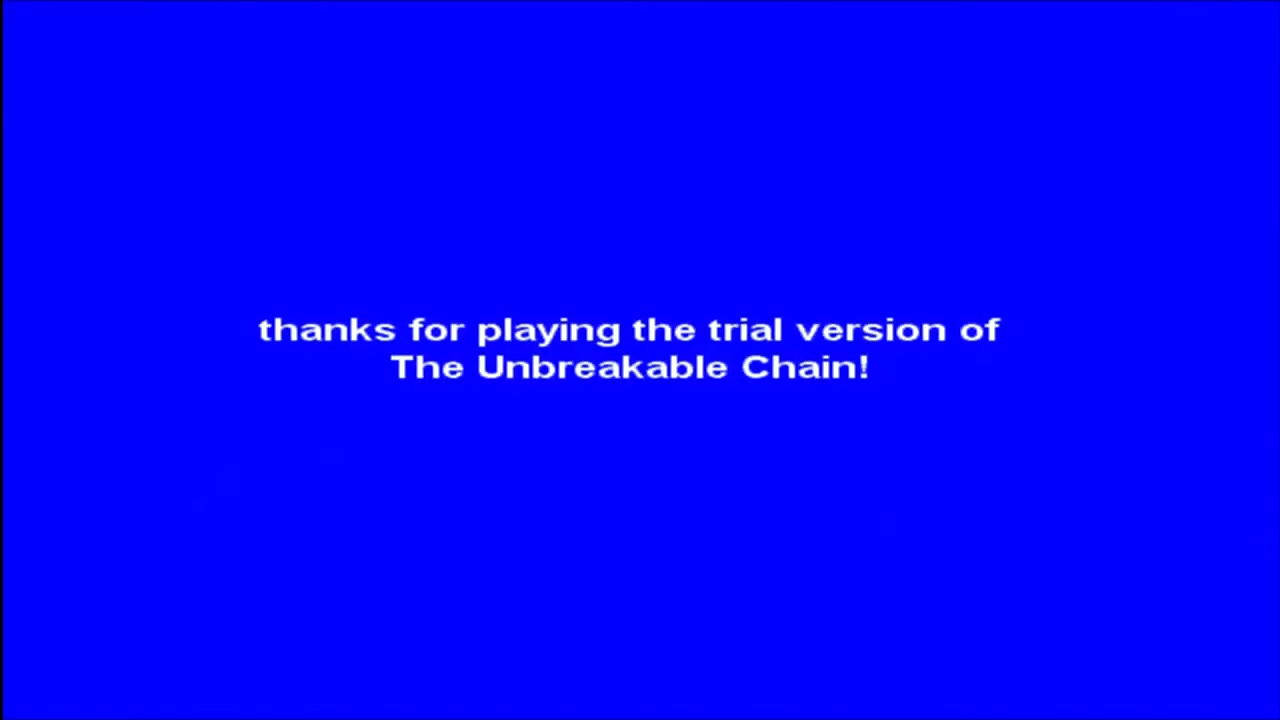 thanks for playing the trial version of
The Unbreakable Chain!